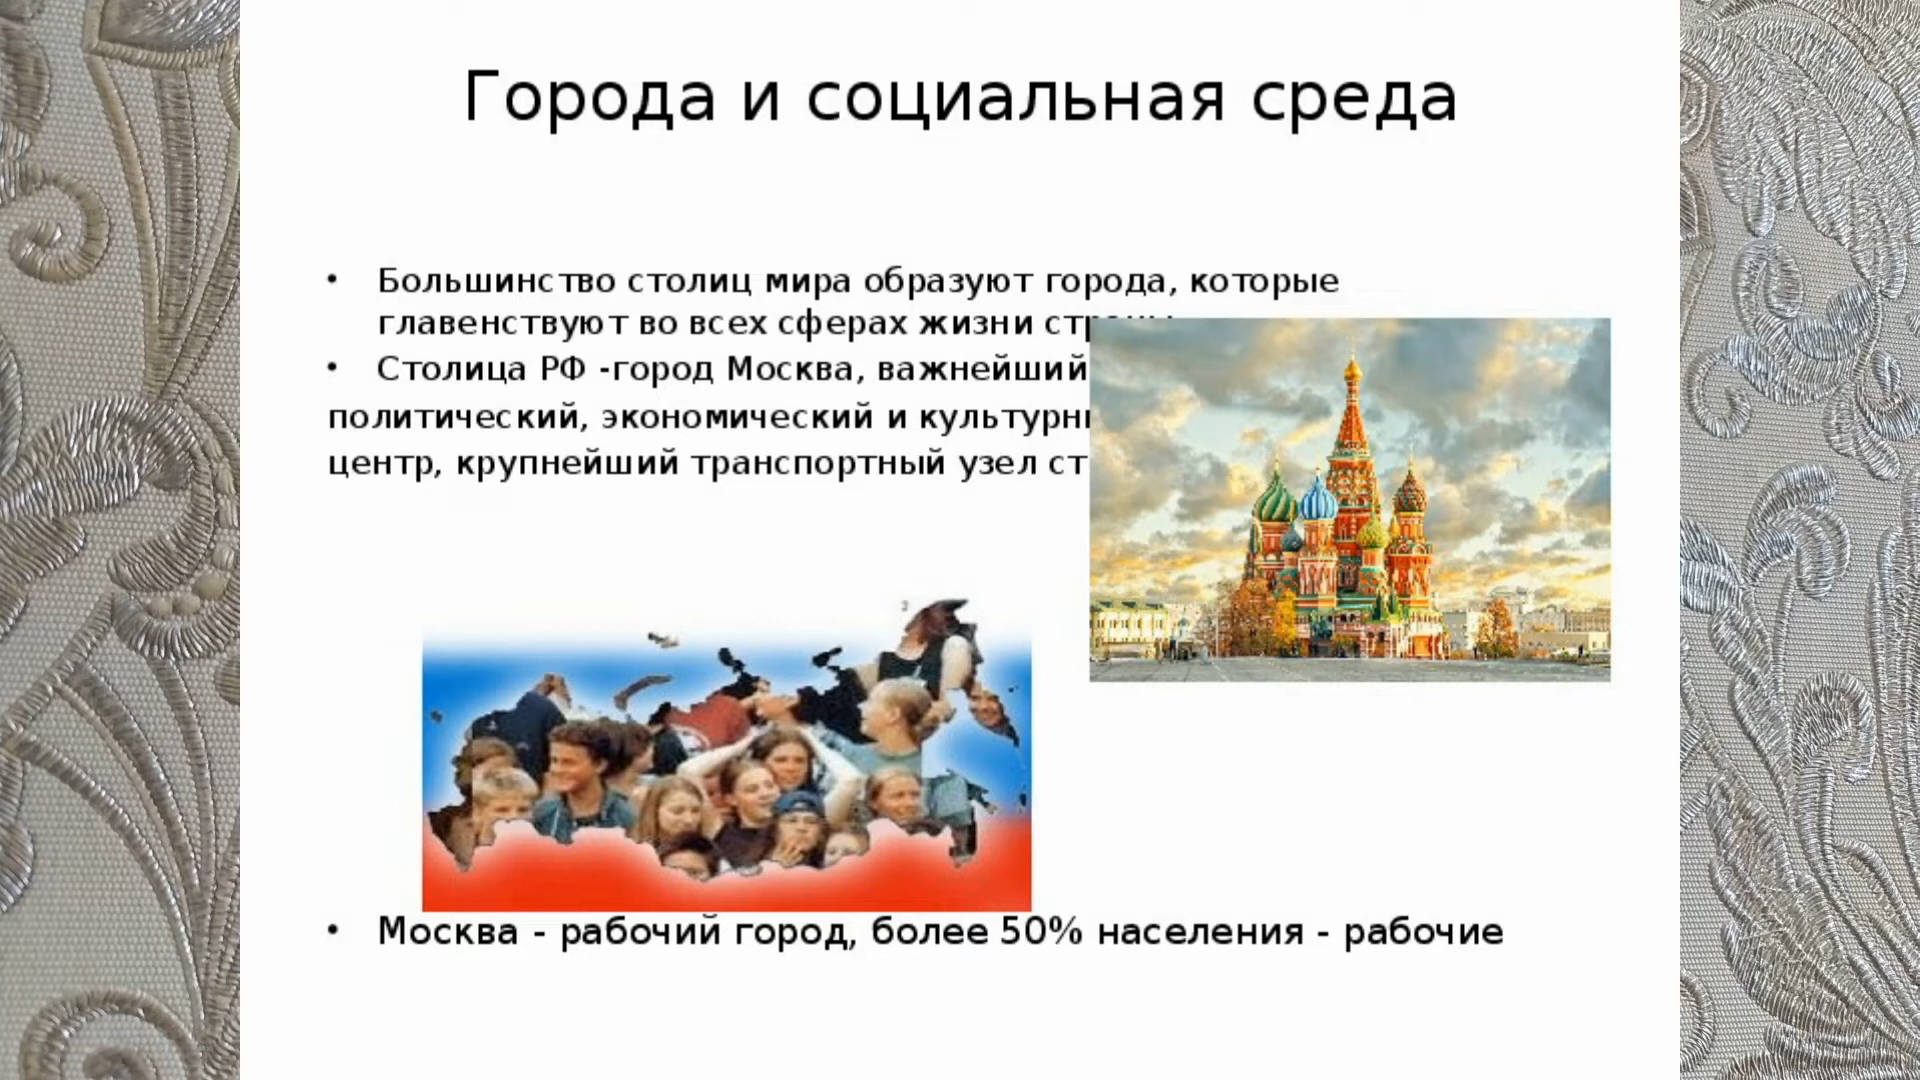 Города и социальная среда
• Большинство столиц мира образуют города, которые
главенствуют во всех сферах жизни
• Столица РФ -город Москва, важнейший
политический, экономический и
центр, крупнейший транспортный узел
• Москва - рабочий город, более 50% населения - рабочие